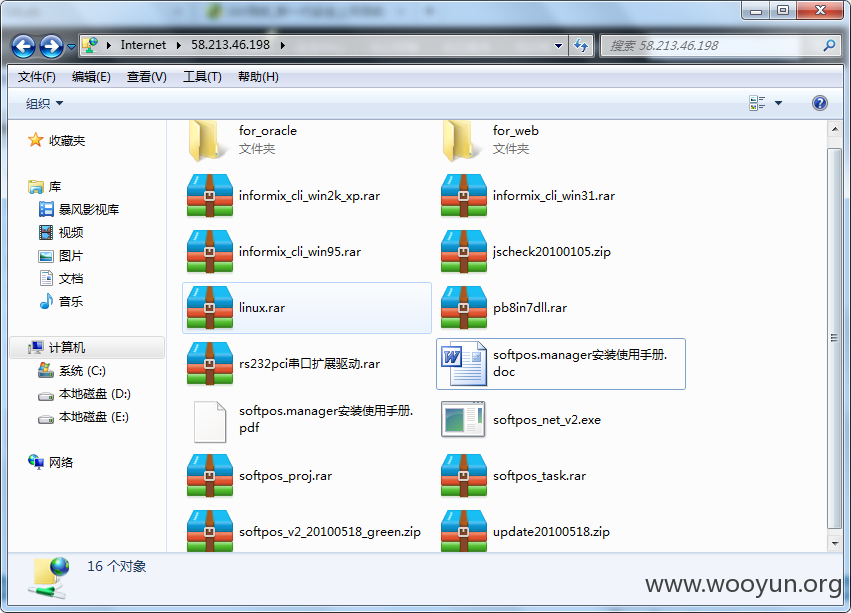 Internet ▸ 58.213.46.198 ▸
搜索 58.213.46.198
文件(F) 编辑(E) 查看(V) 工具(T) 帮助(H)
组织
收藏夹
库
暴风影视库
视频
图片
文档
音乐
计算机
系统 (C:)
本地磁盘 (D:)
本地磁盘 (E:)
网络
for_oracle
文件夹
for_web
文件夹
informix_cli_win2k_xp.rar
informix_cli_win31.rar
informix_cli_win95.rar
jscheck20100105.zip
linux.rar
pb8in7dll.rar
rs232pci串口扩展驱动.rar
softpos.manager安装使用手册.
doc
softpos.manager安装使用手册.
pdf
softpos_net_v2.exe
softpos_proj.rar
softpos_task.rar
softpos_v2_20100518_green.zip
update20100518.zip
16 个对象
www.wooyun.org